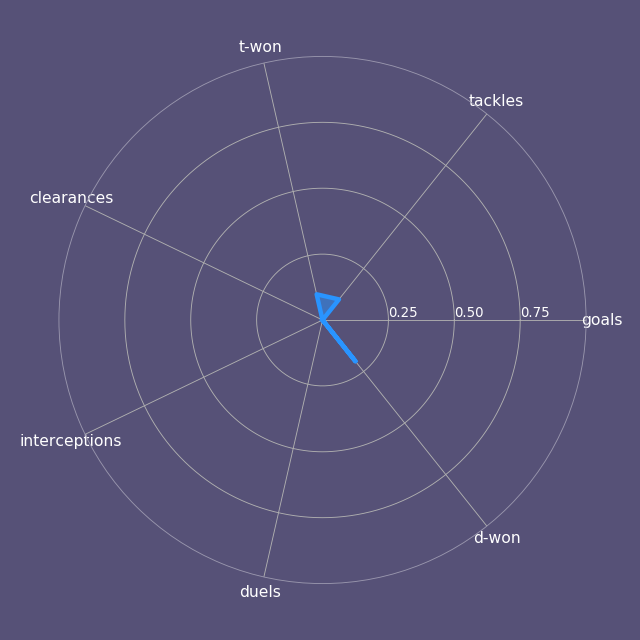 t-won
tackles
clearances
0.25
0.50
0.75
goals
interceptions
d-won
duels